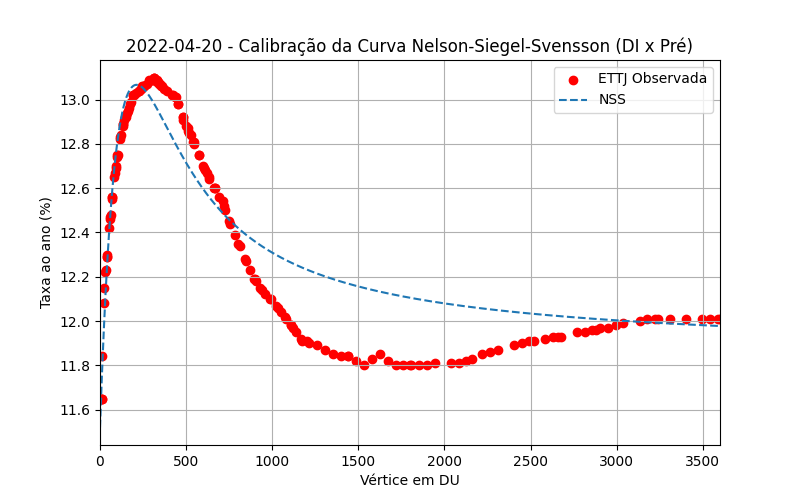 2022-04-20 - Calibração da Curva Nelson-Siegel-Svensson (DI x Pré)
ETTJ Observada
NSS
Taxa ao ano (%)
13.0
12.8
12.6
12.4
12.2
12.0
11.8
11.6
0 500 1000 1500 2000 2500 3000 3500
Vértice em DU